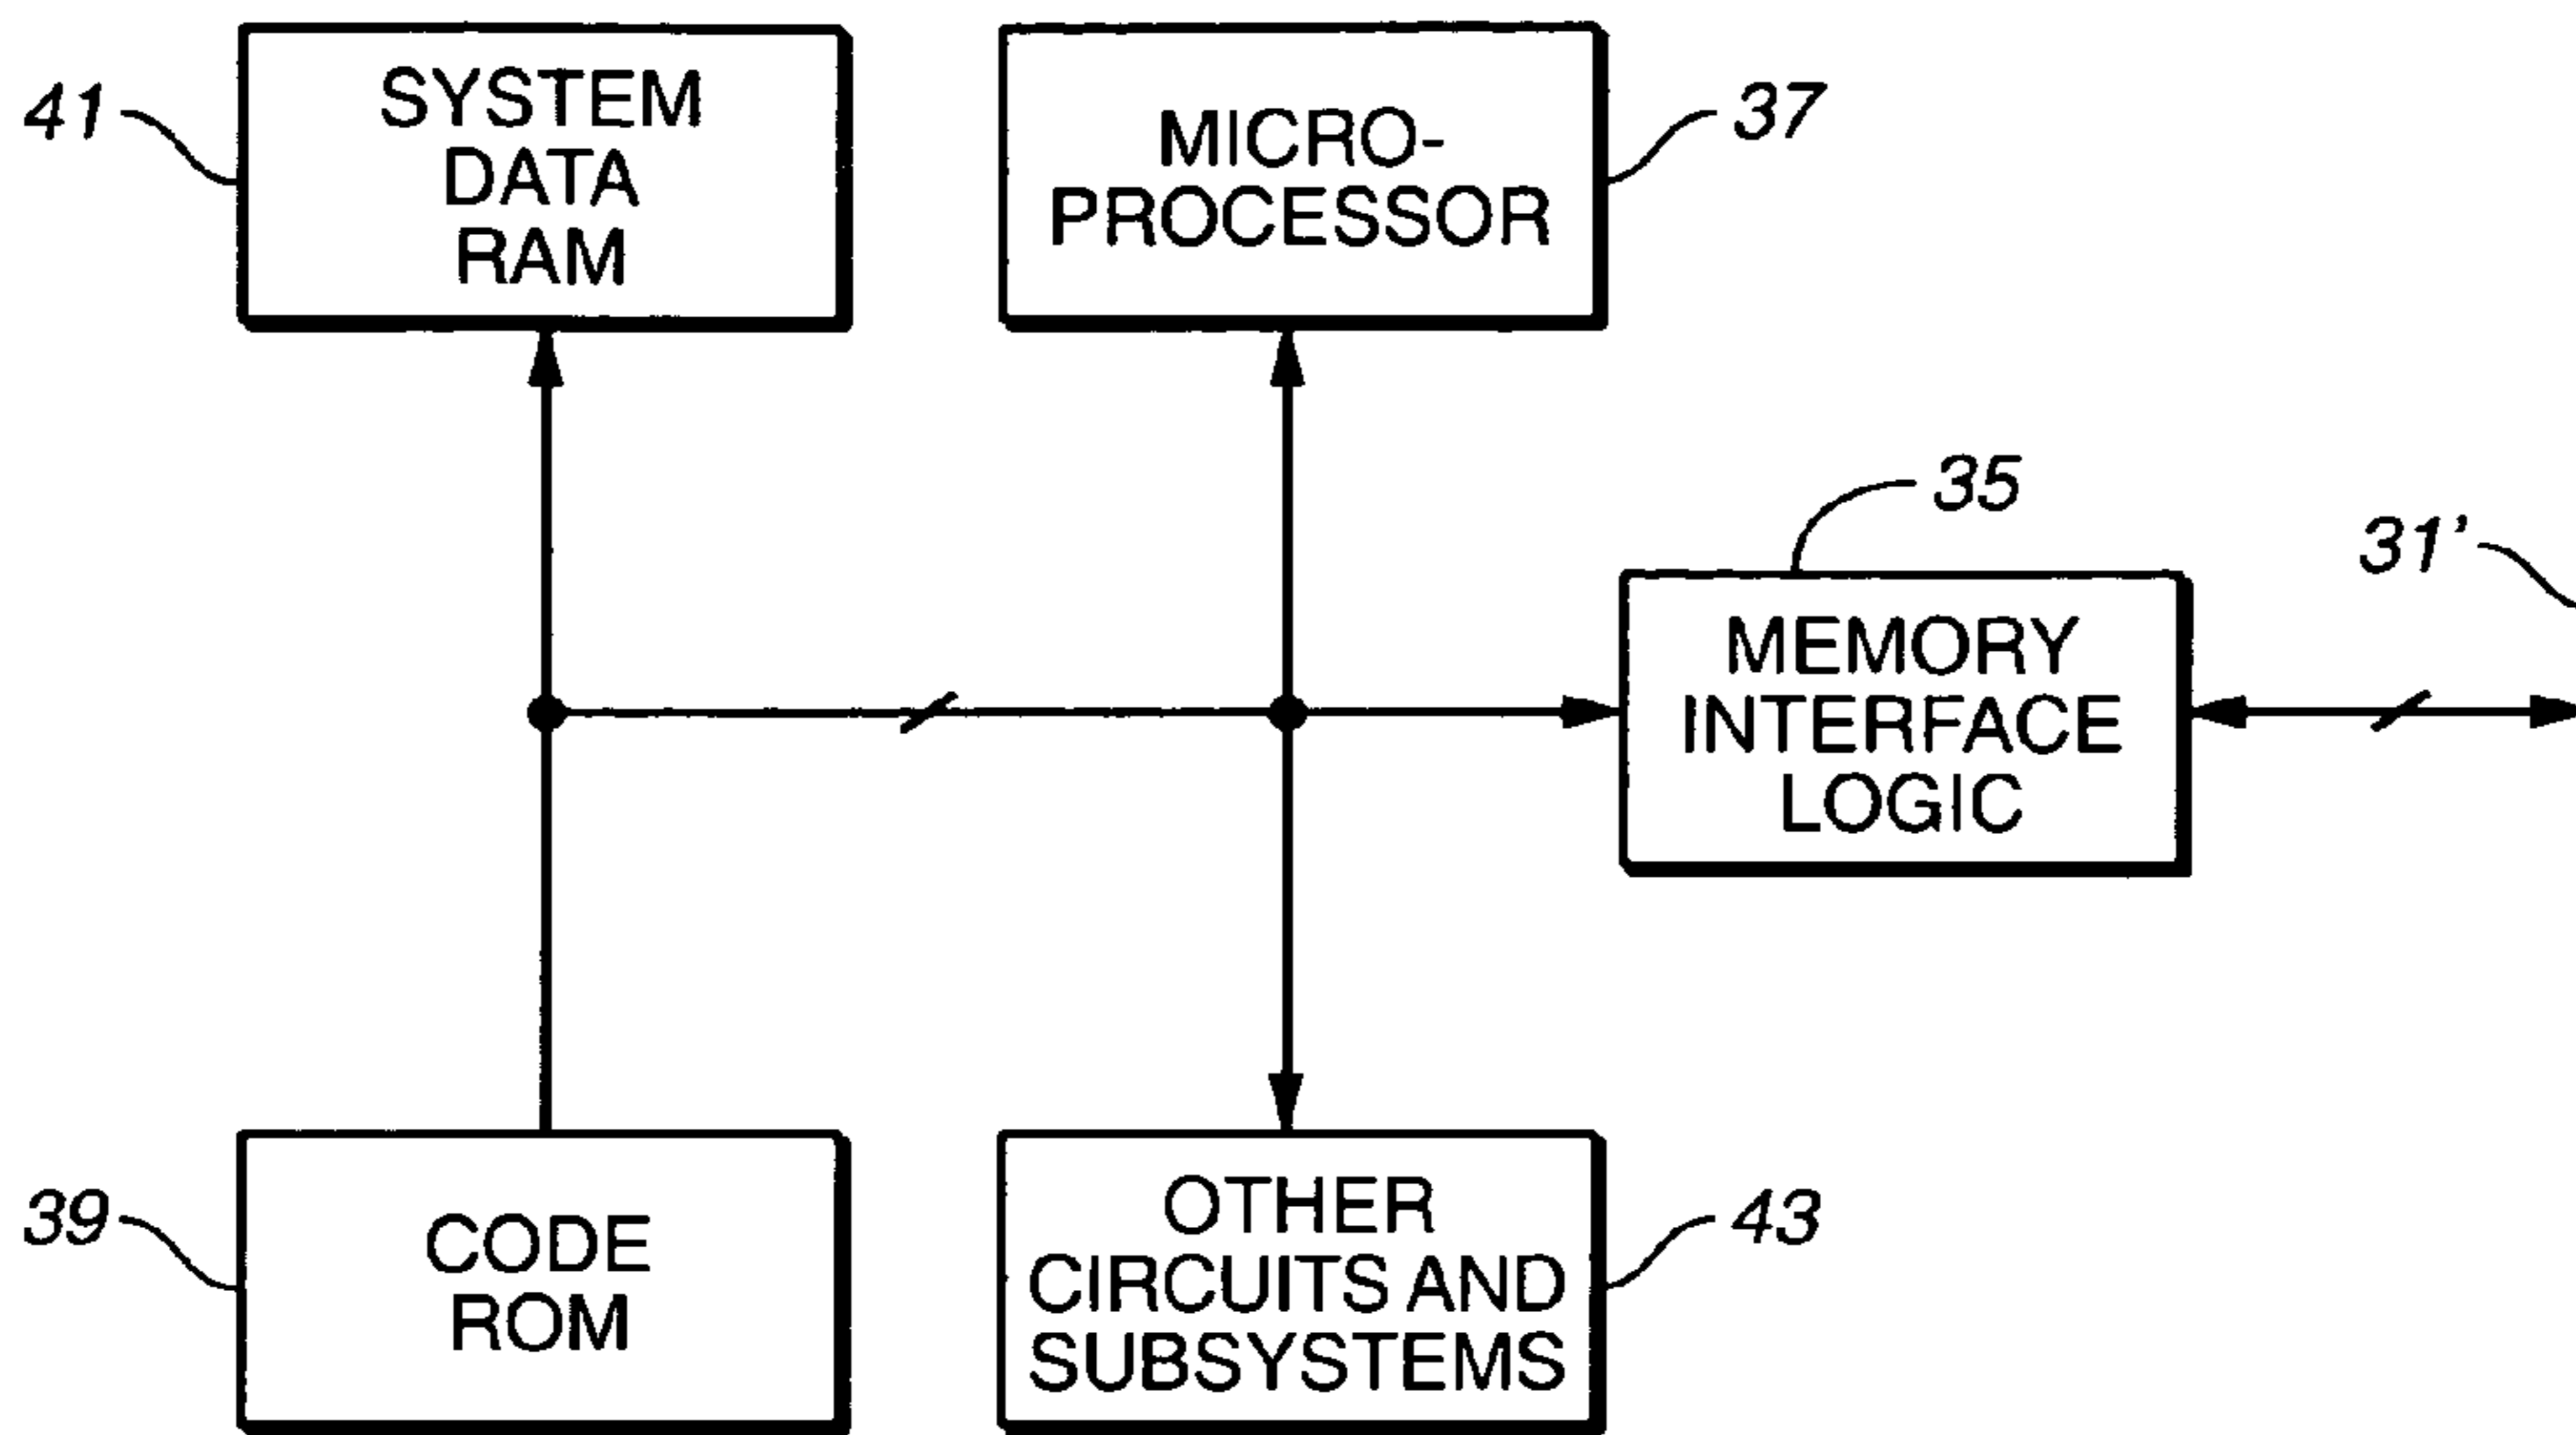 41
SYSTEM
DATA
RAM
MICRO-
PROCESSOR
37
35
31’
MEMORY
INTERFACE
LOGIC
39
CODE
ROM
OTHER
CIRCUITS AND
SUBSYSTEMS
43